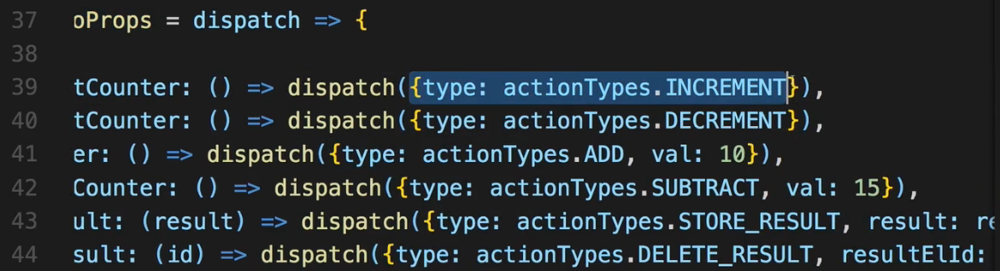 37 oProps = dispatch => {
38
39 tCounter: () => dispatch({type: actionTypes.INCREMENT}),
40 tCounter: () => dispatch({type: actionTypes.DECREMENT}),
41 er: () => dispatch({type: actionTypes.ADD, val: 10}),
42 Counter: () => dispatch({type: actionTypes.SUBTRACT, val: 15}),
43 ult: (result) => dispatch({type: actionTypes.STORE_RESULT, result: re
44 sult: (id) => dispatch({type: actionTypes.DELETE_RESULT, resultElId: